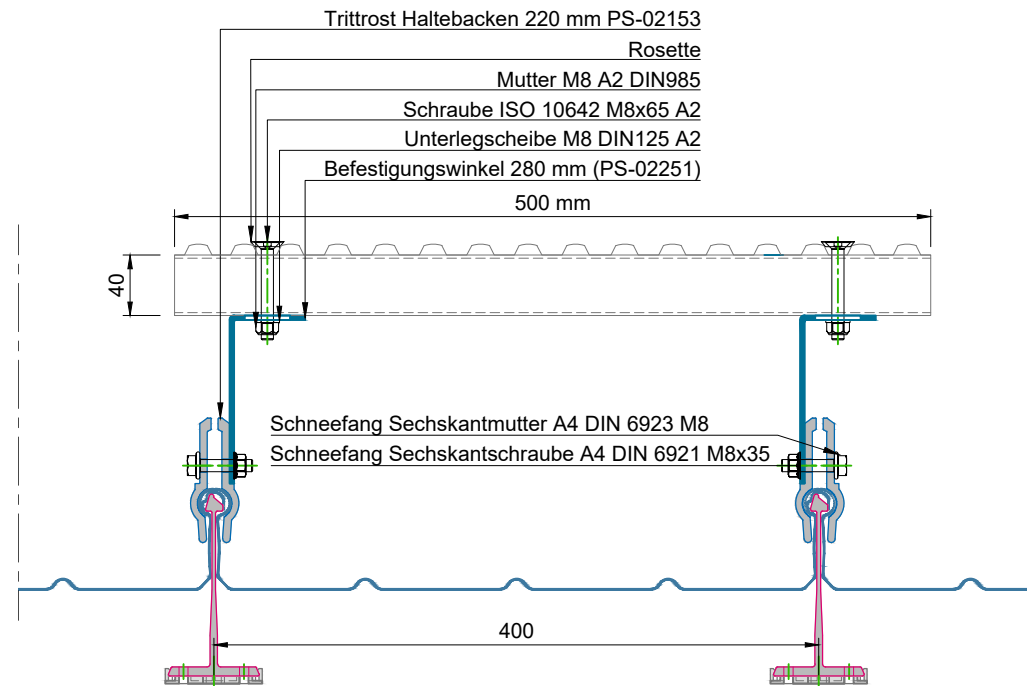 Trittrost Haltebacken 220 mm PS-02153
Rosette
Mutter M8 A2 DIN985
Schraube ISO 10642 M8x65 A2
Unterlegscheibe M8 DIN125 A2
Befestigungswinkel 280 mm (PS-02251)
500 mm
40
Schneefang Sechskantmutter A4 DIN 6923 M8
Schneefang Sechskantschraube A4 DIN 6921 M8x35
400